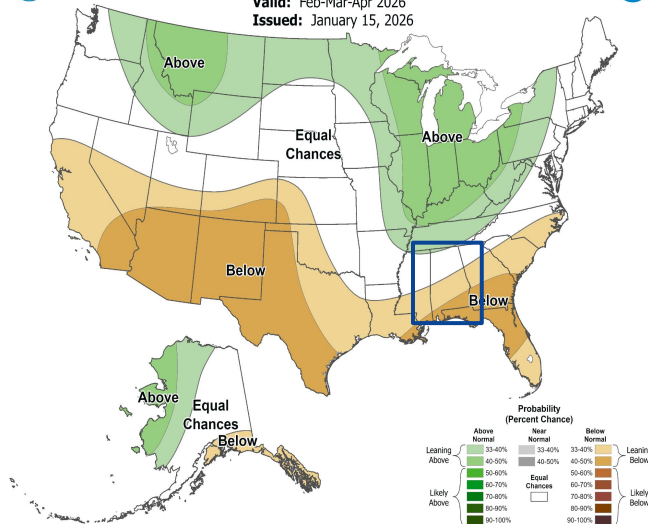 Valid: Feb-Mar-Apr 2026
Issued: January 15, 2026
Above
Equal
Chances
Above
Below
Below
Above
Equal
Chances
Below
Probability
(Percent Chance)
Above
Normal
Near
Normal
Below
Normal
Leaning
Above
33-40%
40-50%
50-60%
60-70%
70-80%
80-90%
90-100%
Likely
Above
33-40%
40-50%
Equal
Chances
33-40%
40-50%
50-60%
60-70%
70-80%
80-90%
90-100%
Leaning
Below
Likely
Below